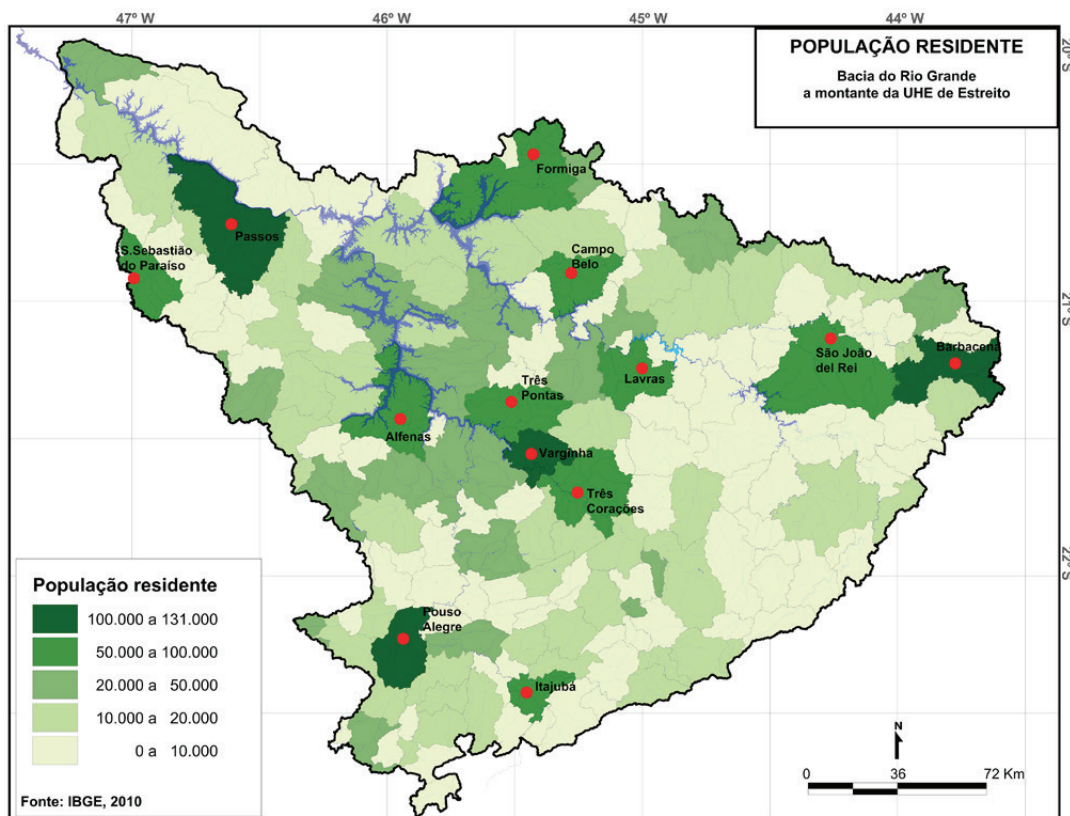 47º W
46º W
45º W
44º W
20º S
21º S
22º S
POPULAÇÃO RESIDENTE
Bacia do Rio Grande
a montante da UHE de Estreito
Formiga
Passos
S.Sebastião
do Paraíso
Campo
Belo
São João
del Rei
Barbacena
Lavras
Três
Pontas
Alfenas
Varginha
Três
Corações
Pouso
Alegre
Itajubá
População residente
100.000 a 131.000
50.000 a 100.000
20.000 a 50.000
10.000 a 20.000
0 a 10.000
Fonte: IBGE, 2010
N
0 36 72 Km